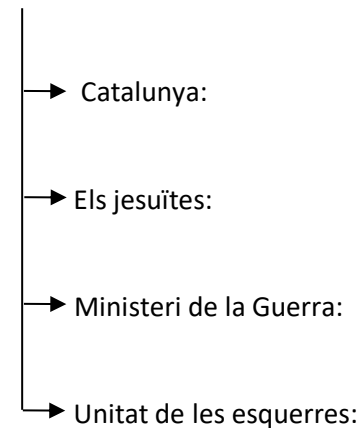 Catalunya:
Els jesuïtes:
Ministeri de la Guerra:
Unitat de les esquerres: